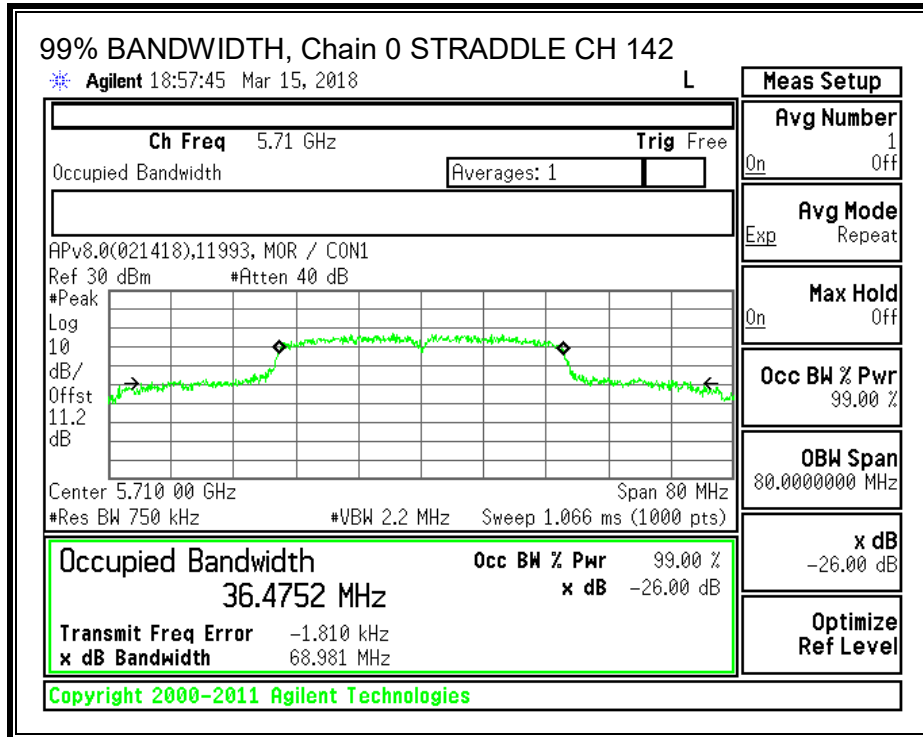 99% BANDWIDTH, Chain 0 STRADDLE CH 142
Agilent 18:57:45 Mar 15, 2018 L
Ch Freq 5.71 GHz Trig Free
Occupied Bandwidth Averages: 1
APv8.0(021418),11993, MOR / CON1
Ref 30 dBm #Atten 40 dB
#Peak
Log
10
dB/
Offst
11.2
dB
Center 5.710 00 GHz Span 80 MHz
#Res BW 750 kHz #VBW 2.2 MHz Sweep 1.066 ms (1000 pts)
Occupied Bandwidth Occ BW % Pwr 99.00 %
36.4752 MHz x dB -26.00 dB
Transmit Freq Error -1.810 kHz
x dB Bandwidth 68.981 MHz
Copyright 2000-2011 Agilent Technologies
Meas Setup
Avg Number
1
On Off
Avg Mode
Exp Repeat
Max Hold
On Off
Occ BW % Pwr
99.00 %
OBW Span
80.0000000 MHz
x dB
-26.00 dB
Optimize
Ref Level